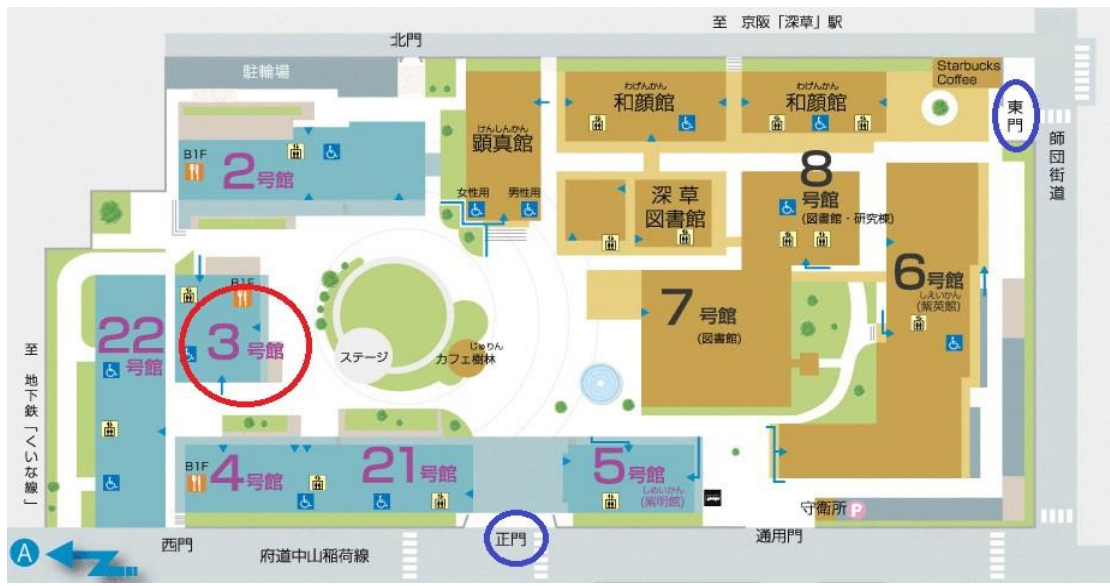 至 京阪「深草」駅
北門
駐輪場
Starbucks
Coffee
けんしんかん
顕真館
わげんかん
和顔館
わげんかん
和顔館
東門
師団街道
B1F
2号館
女性用
男性用
深草
図書館
8
号館
(図書館・研究棟)
B1F
22
号館
3号館
ステージ
じゅりん
カフェ樹林
7号館
(図書館)
6号館
しえいかん
(紫英館)
至 地下鉄「くいな線」
B1F
4号館
21号館
5号館
しめいかん
(紫明館)
守衛所 P
A
西門
府道中山稲荷線
正門
通用門